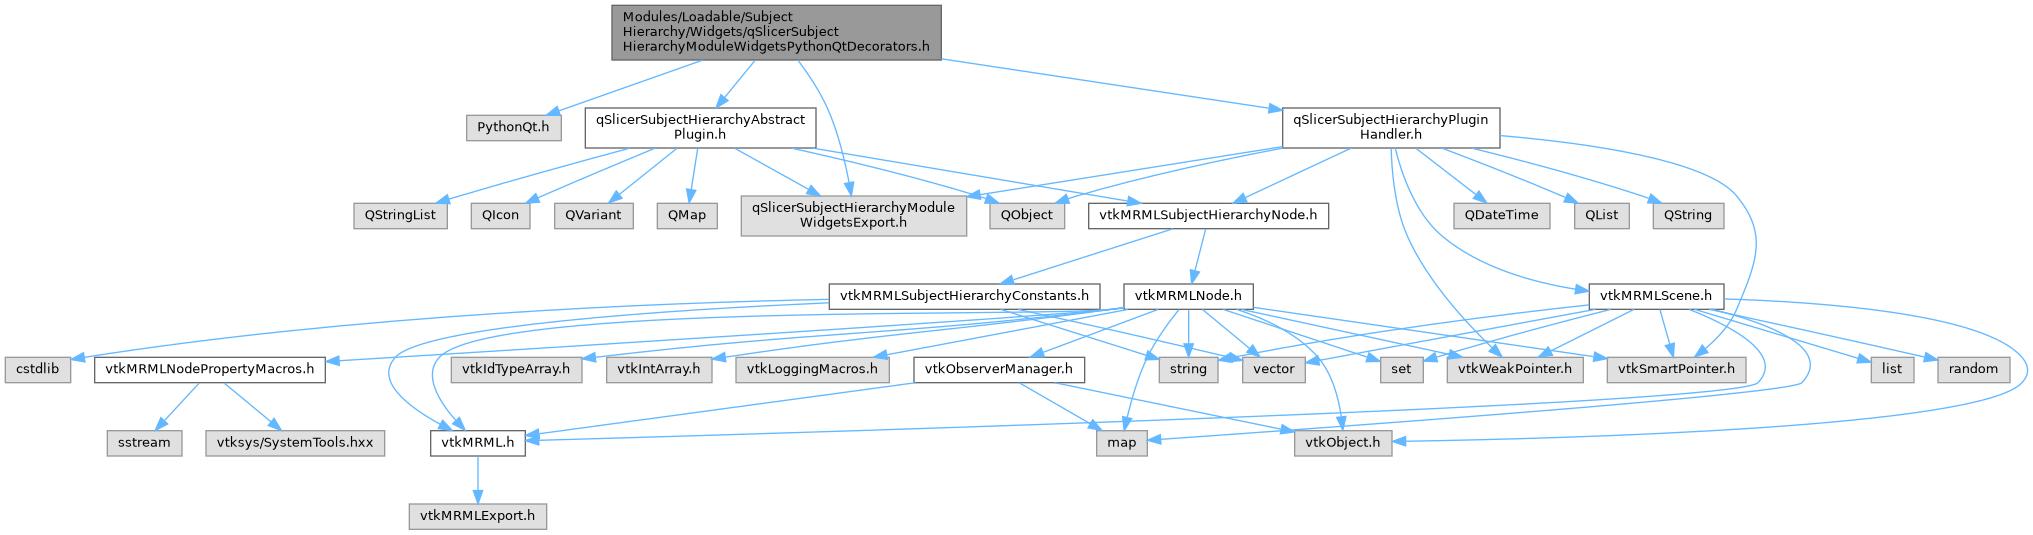 Modules/Loadable/Subject
Hierarchy/Widgets/qSlicerSubject
HierarchyModuleWidgetsPythonQtDecorators.h
PythonQt.h
qSlicerSubjectHierarchyAbstract
Plugin.h
qSlicerSubjectHierarchyPlugin
Handler.h
QStringList
QIcon
QVariant
QMap
qSlicerSubjectHierarchyModule
WidgetsExport.h
QObject
vtkMRMLSubjectHierarchyNode.h
QDateTime
QList
QString
vtkMRMLSubjectHierarchyConstants.h
vtkMRMLNode.h
vtkMRMLScene.h
cstdlib
vtkMRMLNodePropertyMacros.h
vtkIdTypeArray.h
vtkIntArray.h
vtkLoggingMacros.h
vtkObserverManager.h
string
vector
set
vtkWeakPointer.h
vtkSmartPointer.h
list
random
sstream
vtksys/SystemTools.hxx
vtkMRML.h
map
vtkObject.h
vtkMRMLExport.h